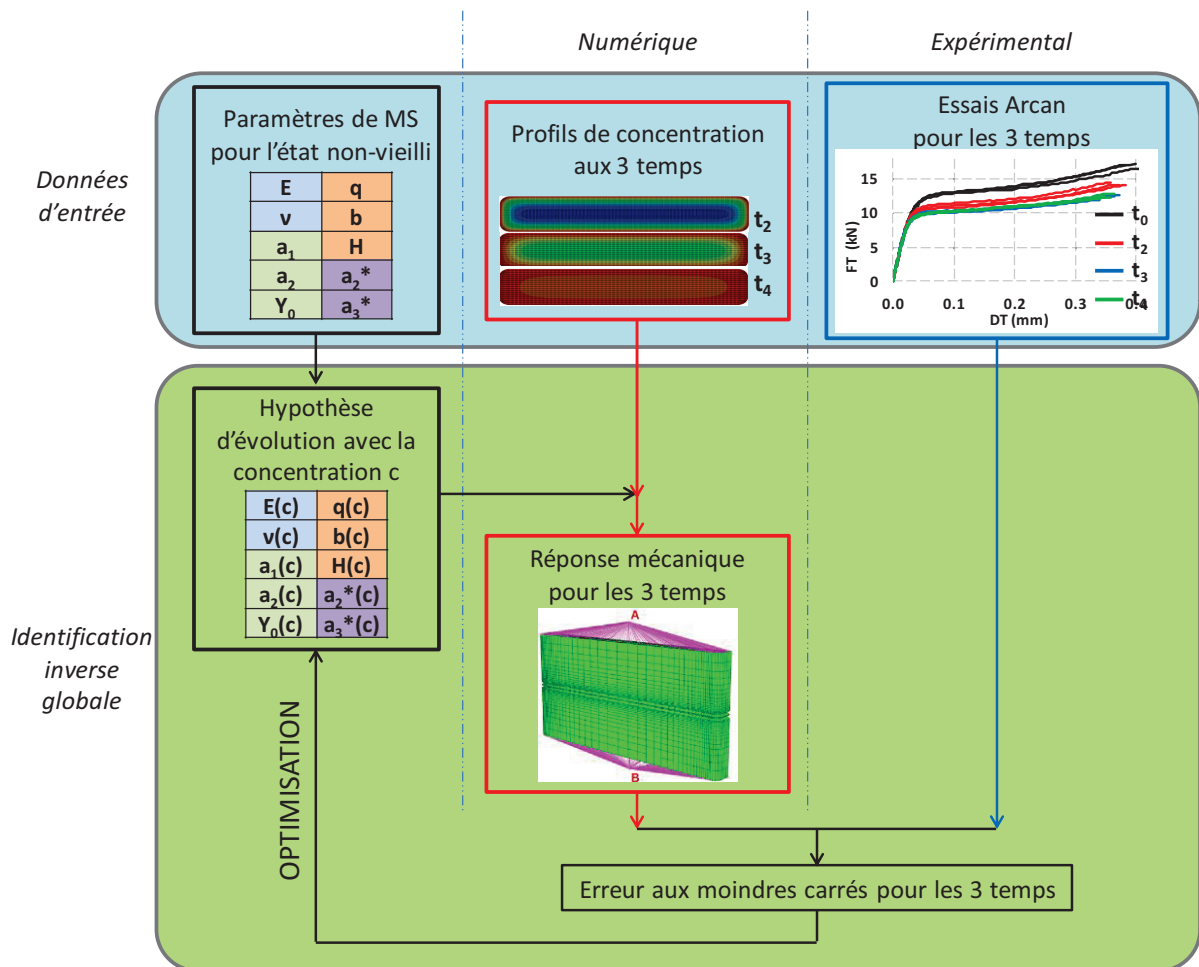 Numérique
Expérimental
Données
d'entrée
Paramètres de MS
pour l'état non-vieilli
E q
ν b
a1 H
a2 a2*
Y0 a3*
Profils de concentration
aux 3 temps
t2
t3
t4
Essais Arcan
pour les 3 temps
FT (kN)
15
10
5
0
0.0 0.1 0.2 0.3 0.4
DT (mm)
t0
t2
t3
t4
Identification
inverse
globale
Hypothèse
d'évolution avec la
concentration c
E(c) q(c)
ν(c) b(c)
a1(c) H(c)
a2(c) a2*(c)
Y0(c) a3*(c)
Réponse mécanique
pour les 3 temps
A
B
OPTIMISATION
Erreur aux moindres carrés pour les 3 temps